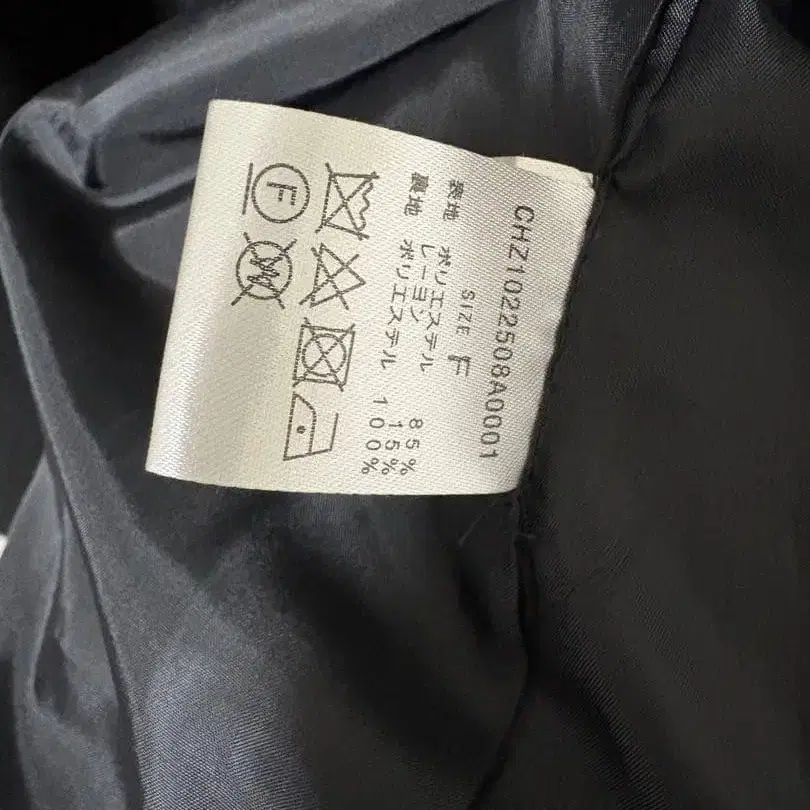 CHZ1022508A0001
SIZE F
表地 ポリエステル 85%
レーヨン 15%
裏地 ポリエステル 100%
F
W